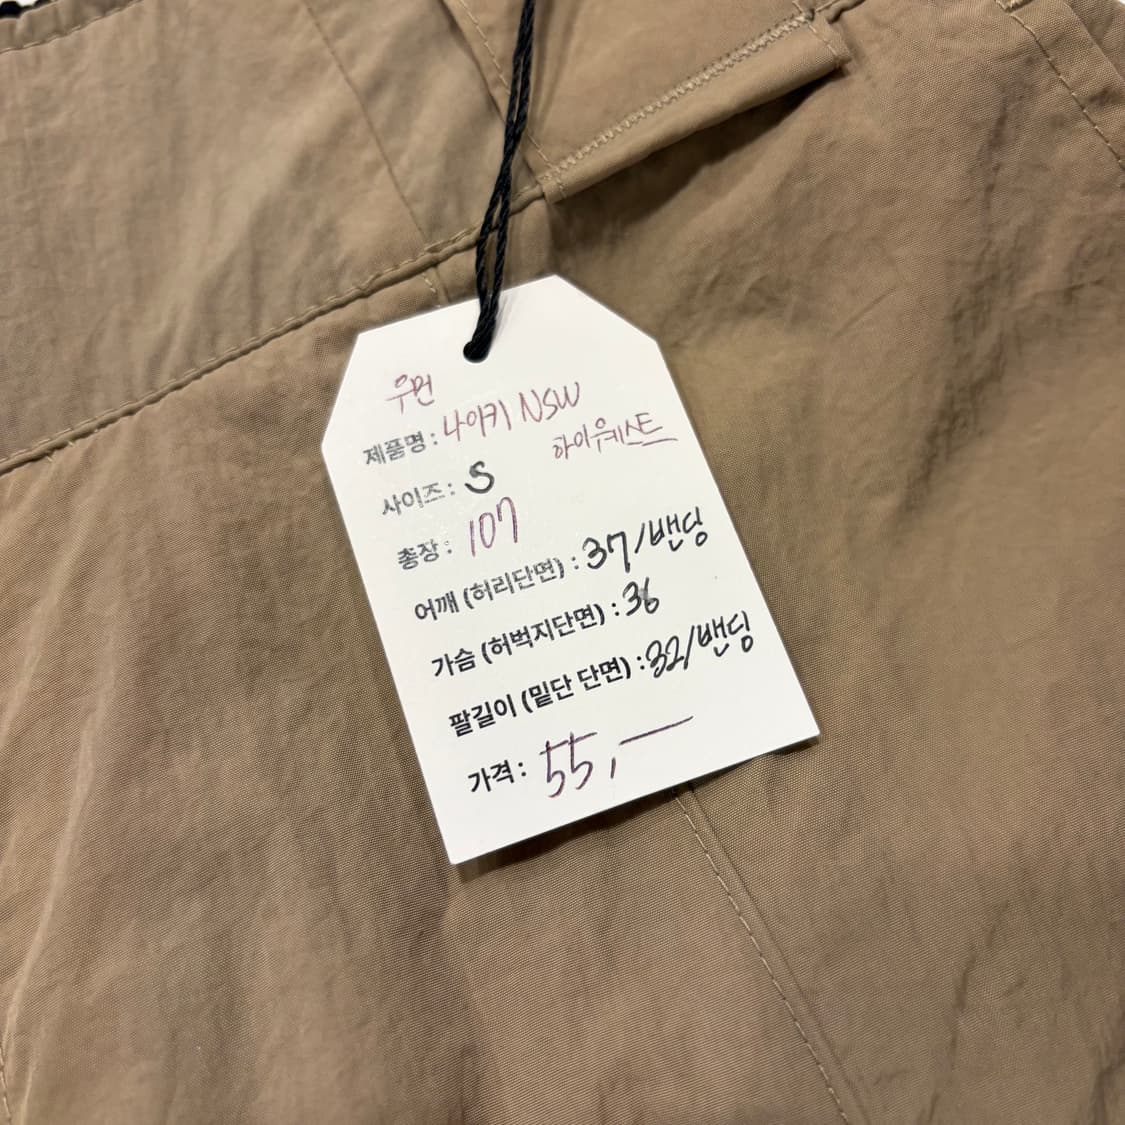 우먼
제품명 : 나이키 NSW
하이웨스트
사이즈 : S
총장 : 107
어깨 (허리단면) : 37/밴딩
가슴 (허벅지단면) : 36
팔길이 (밑단 단면) : 32/밴딩
가격 : 55,—